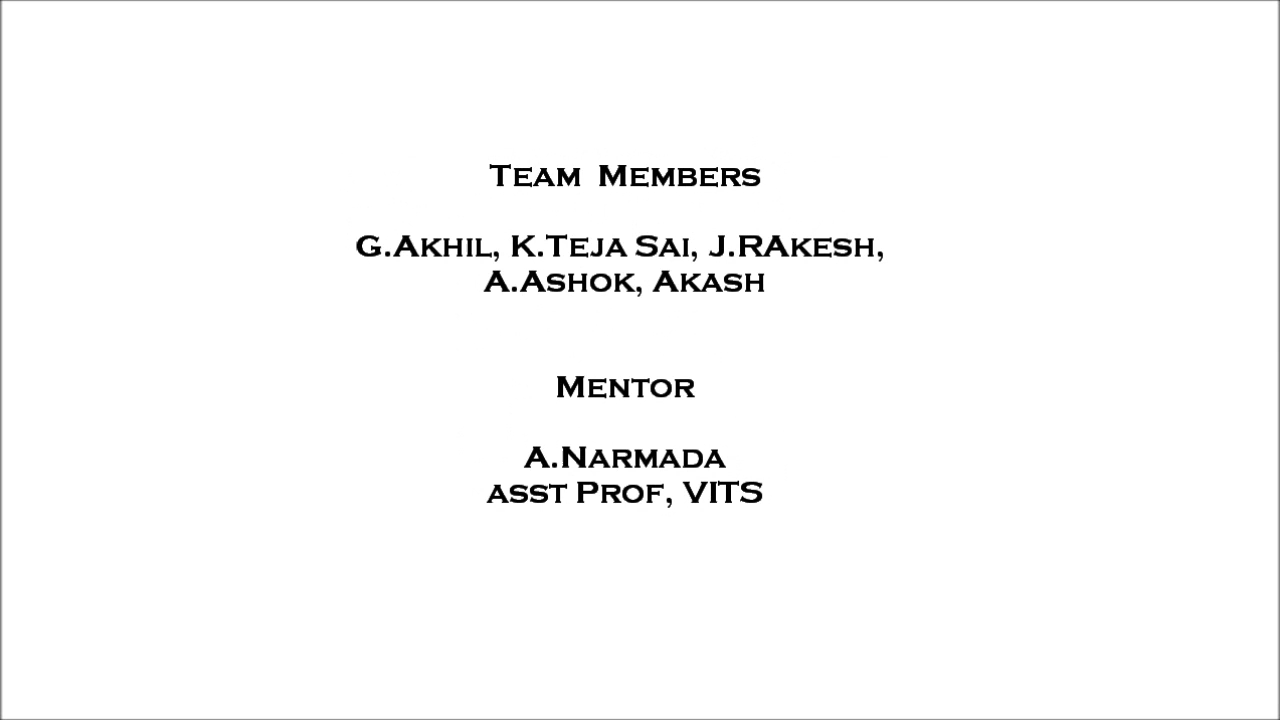 Team Members
G.Akhil, K.Teja Sai, J.RAkesh,
A.Ashok, Akash
Mentor
A.Narmada
asst Prof, VITS